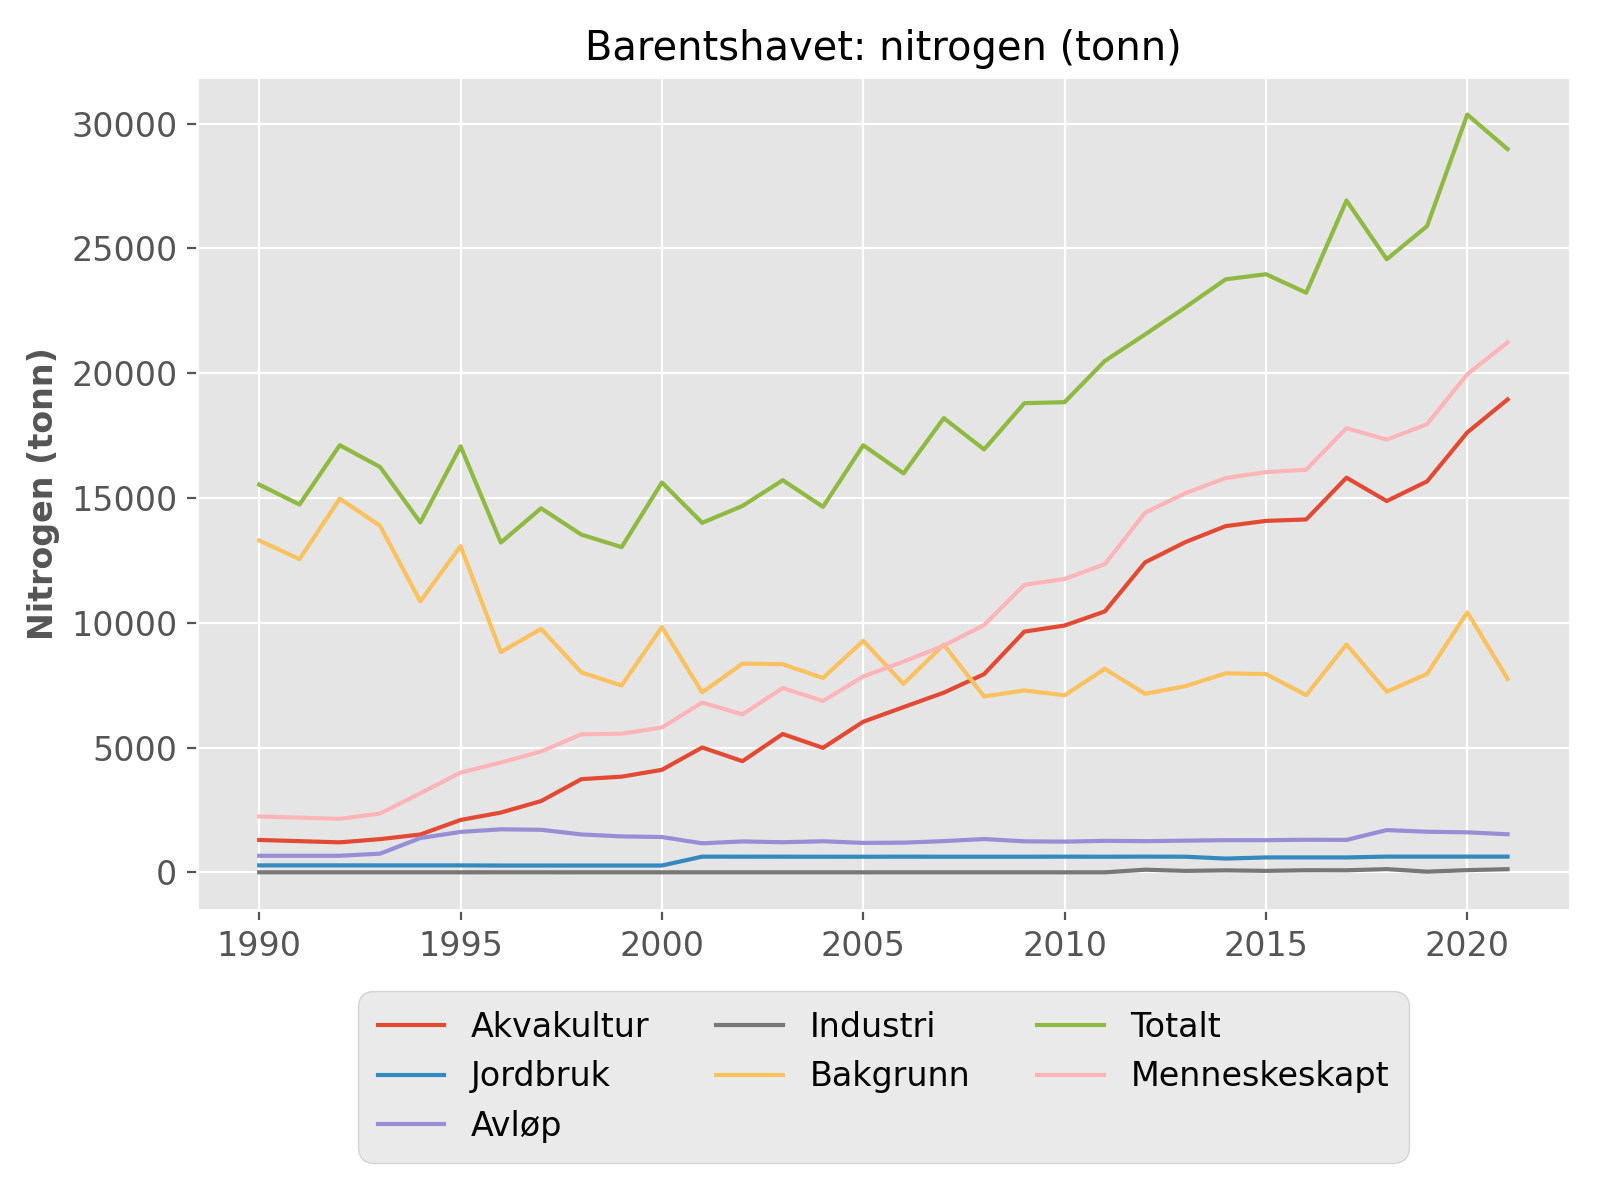 Barentshavet: nitrogen (tonn)
Nitrogen (tonn)
30000
25000
20000
15000
10000
5000
0
1990 1995 2000 2005 2010 2015 2020
Akvakultur Industri Totalt
Jordbruk Bakgrunn Menneskeskapt
Avløp